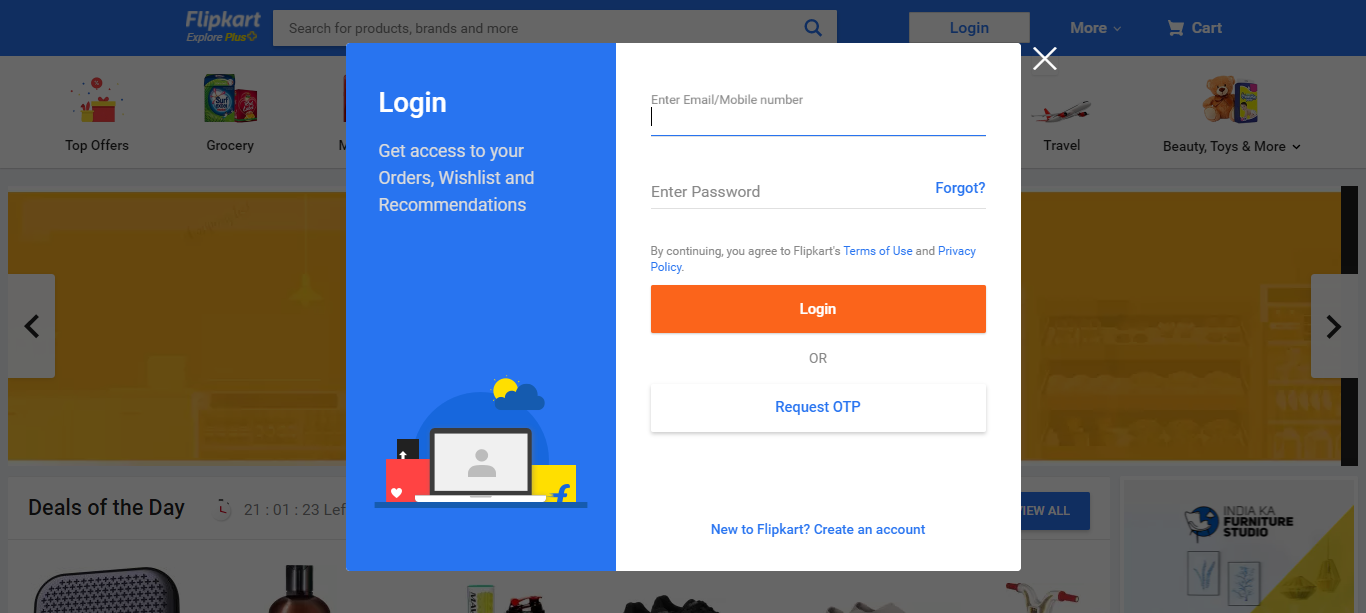 Flipkart
Explore Plus
Search for products, brands and more
Login
More
Cart
Top Offers
Grocery
M
Travel
Beauty, Toys & More
Login
Get access to your
Orders, Wishlist and
Recommendations
Enter Email/Mobile number
Enter Password
Forgot?
By continuing, you agree to Flipkart's Terms of Use and Privacy
Policy.
Login
OR
Request OTP
New to Flipkart? Create an account
Deals of the Day
21 : 01 : 23 Lef
IEW ALL
INDIA KA
FURNITURE
STUDIO